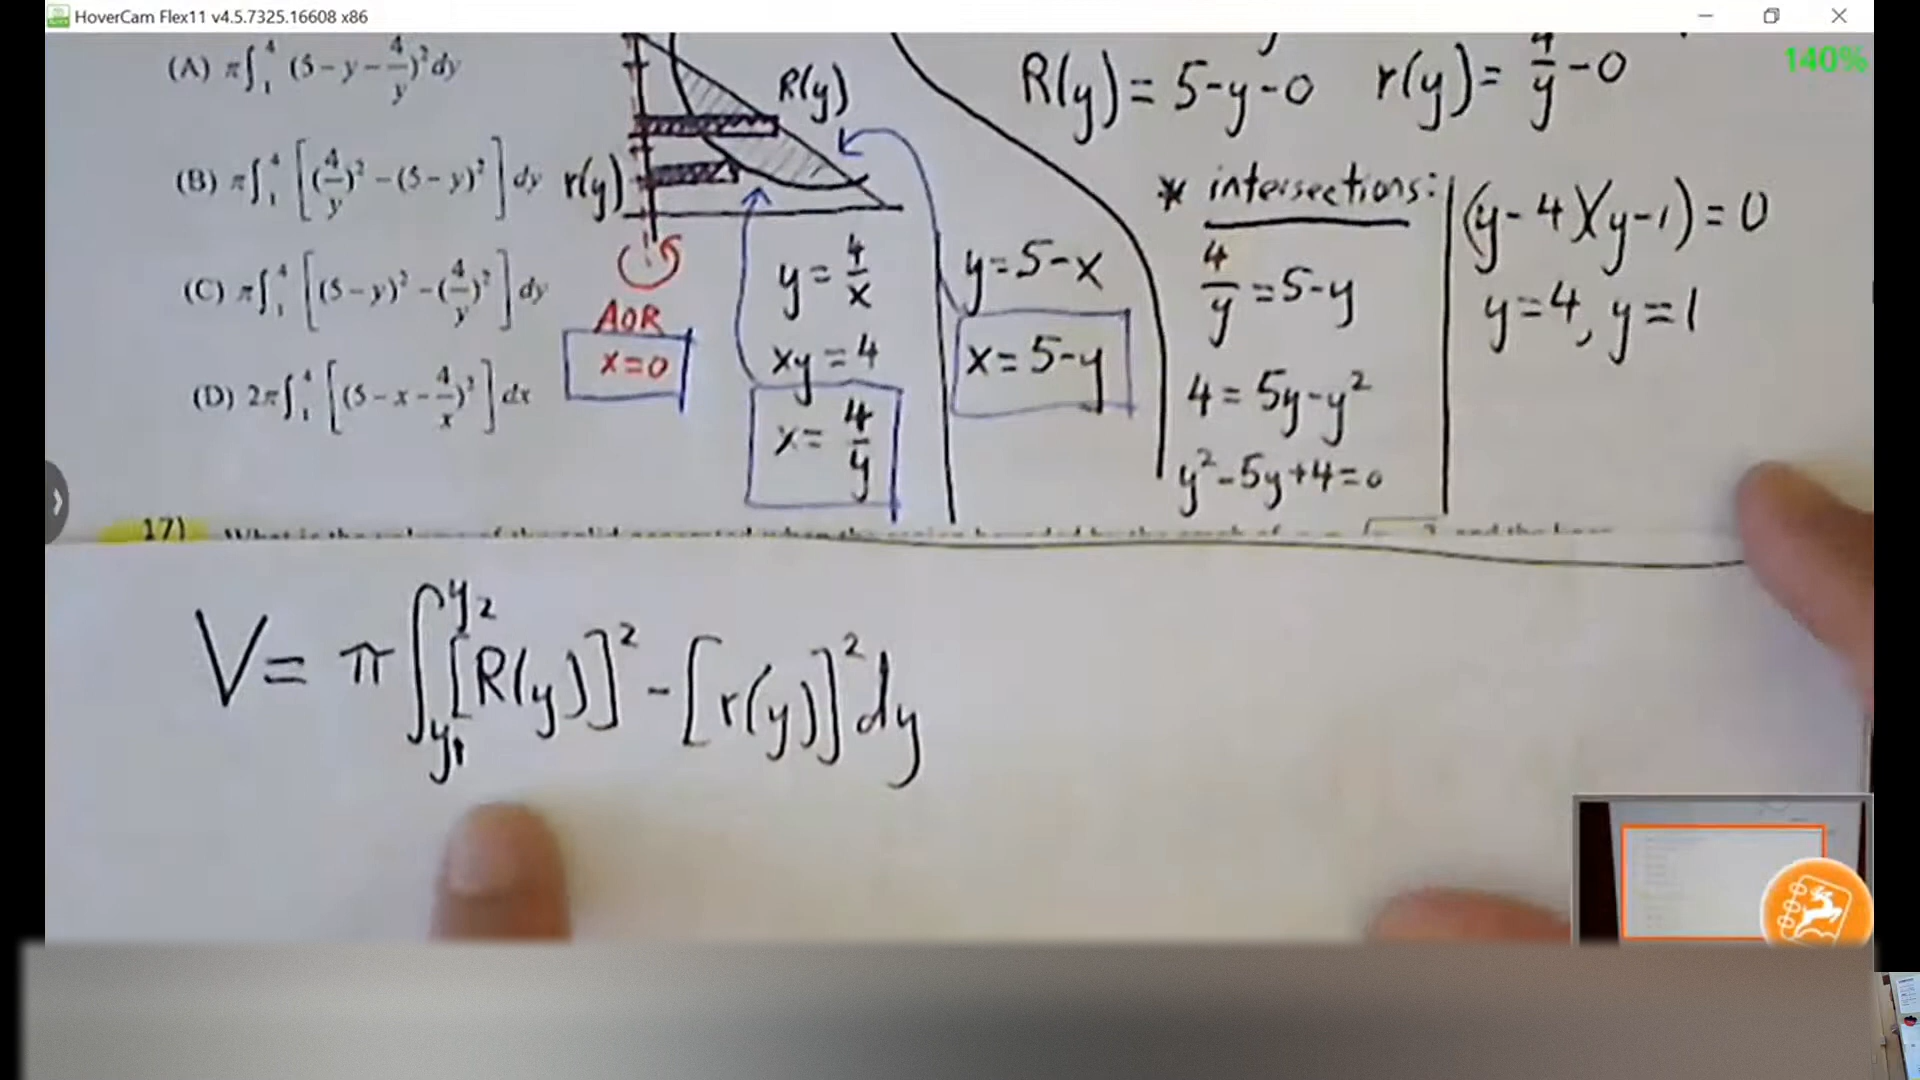 HoverCam Flex11 v4.5.7325.16608 x86
140%
(A) π∫₁⁴ (5 – y – 4/y)² dy
(B) π∫₁⁴ [(4/y)² – (5 – y)²] dy
(C) π∫₁⁴ [(5 – y)² – (4/y)²] dy
(D) 2π∫₁⁴ [(5 – x – 4/x)²] dx
R(y)
r(y)
AOR
x=0
y=4/x
xy=4
x=4/y
y=5-x
x=5-y
R(y)=5-y-0 r(y)=4/y-0
* intersections:
4/y=5-y
4=5y-y²
y²-5y+4=0
(y-4)(y-1)=0
y=4, y=1
17)
V= π∫ y₁ y₂ [R(y)]² - [r(y)]² dy